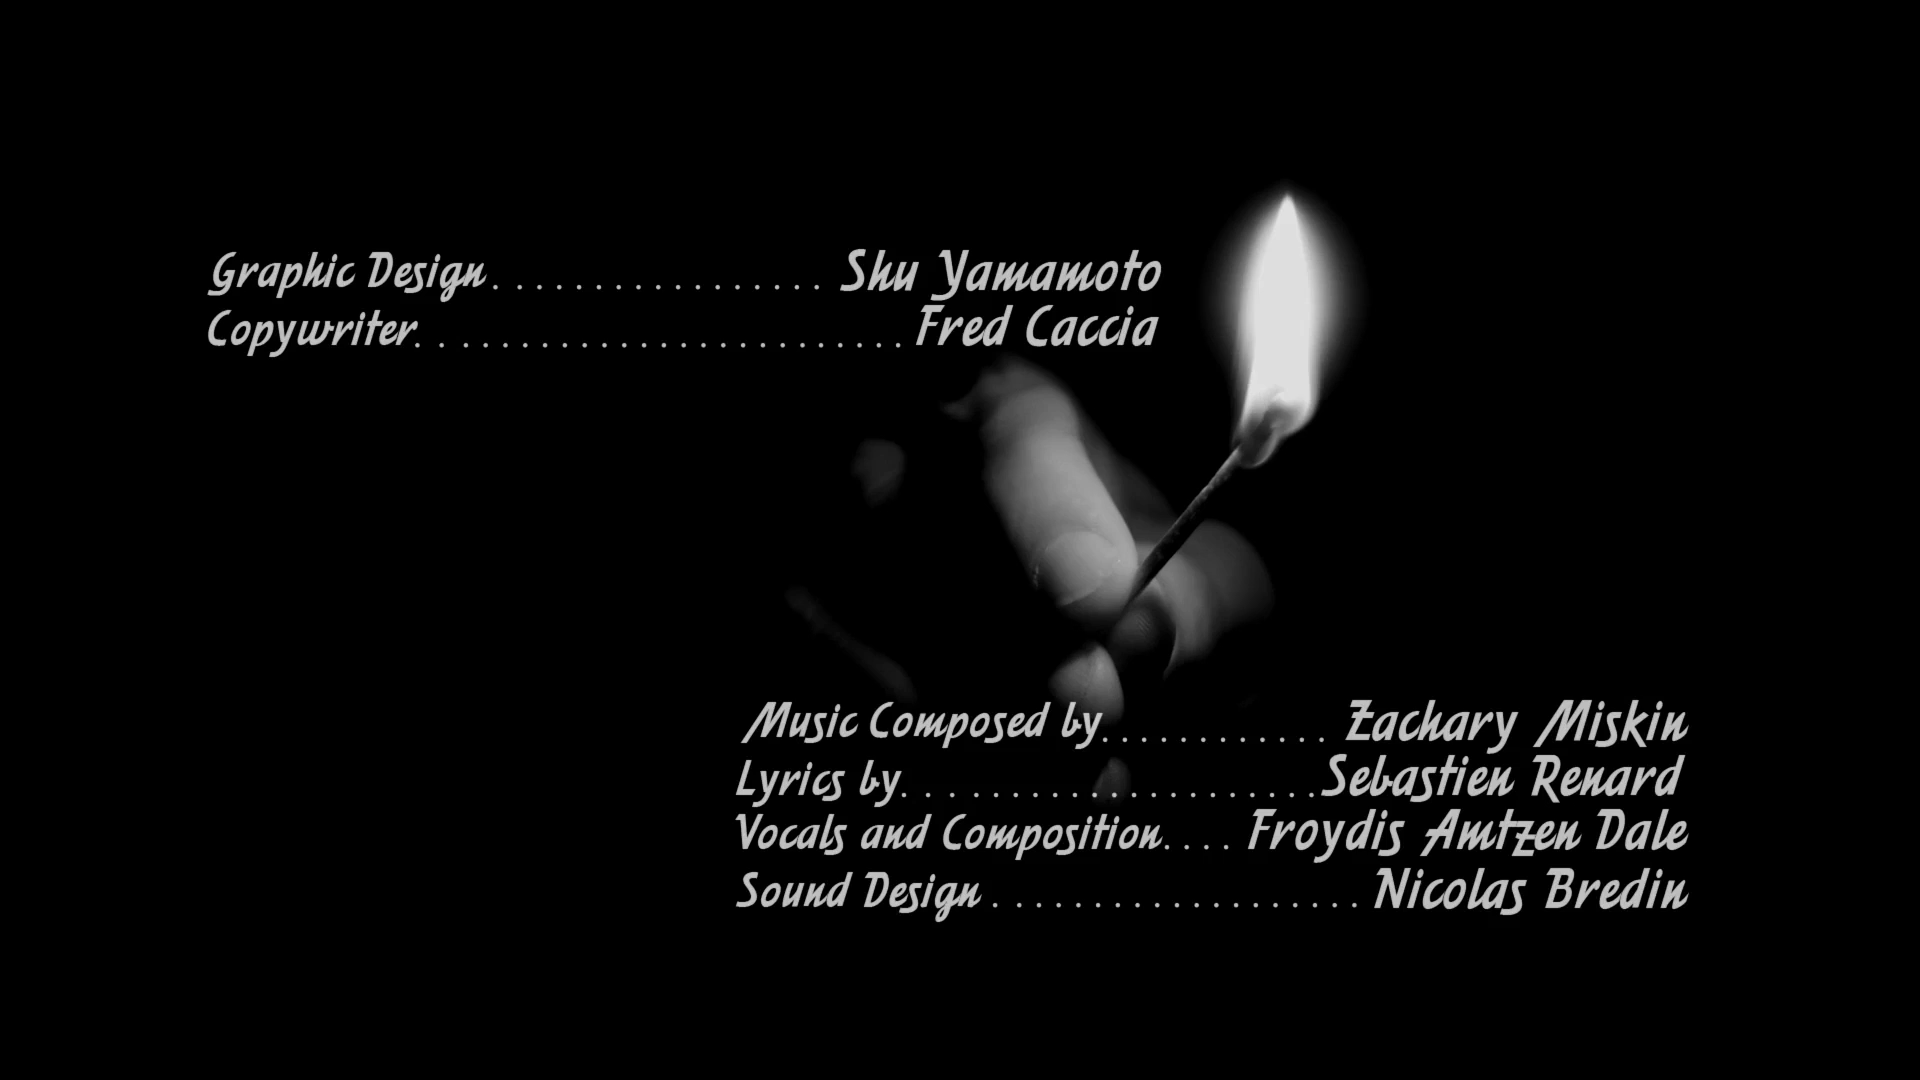 Graphic Design................ Shu Yamamoto
Copywriter......................... Fred Caccia
Music Composed by............ Zachary Miskin
Lyrics by.....................Sebastien Renard
Vocals and Composition.... Froydis Amtzen Dale
Sound Design................... Nicolas Bredin